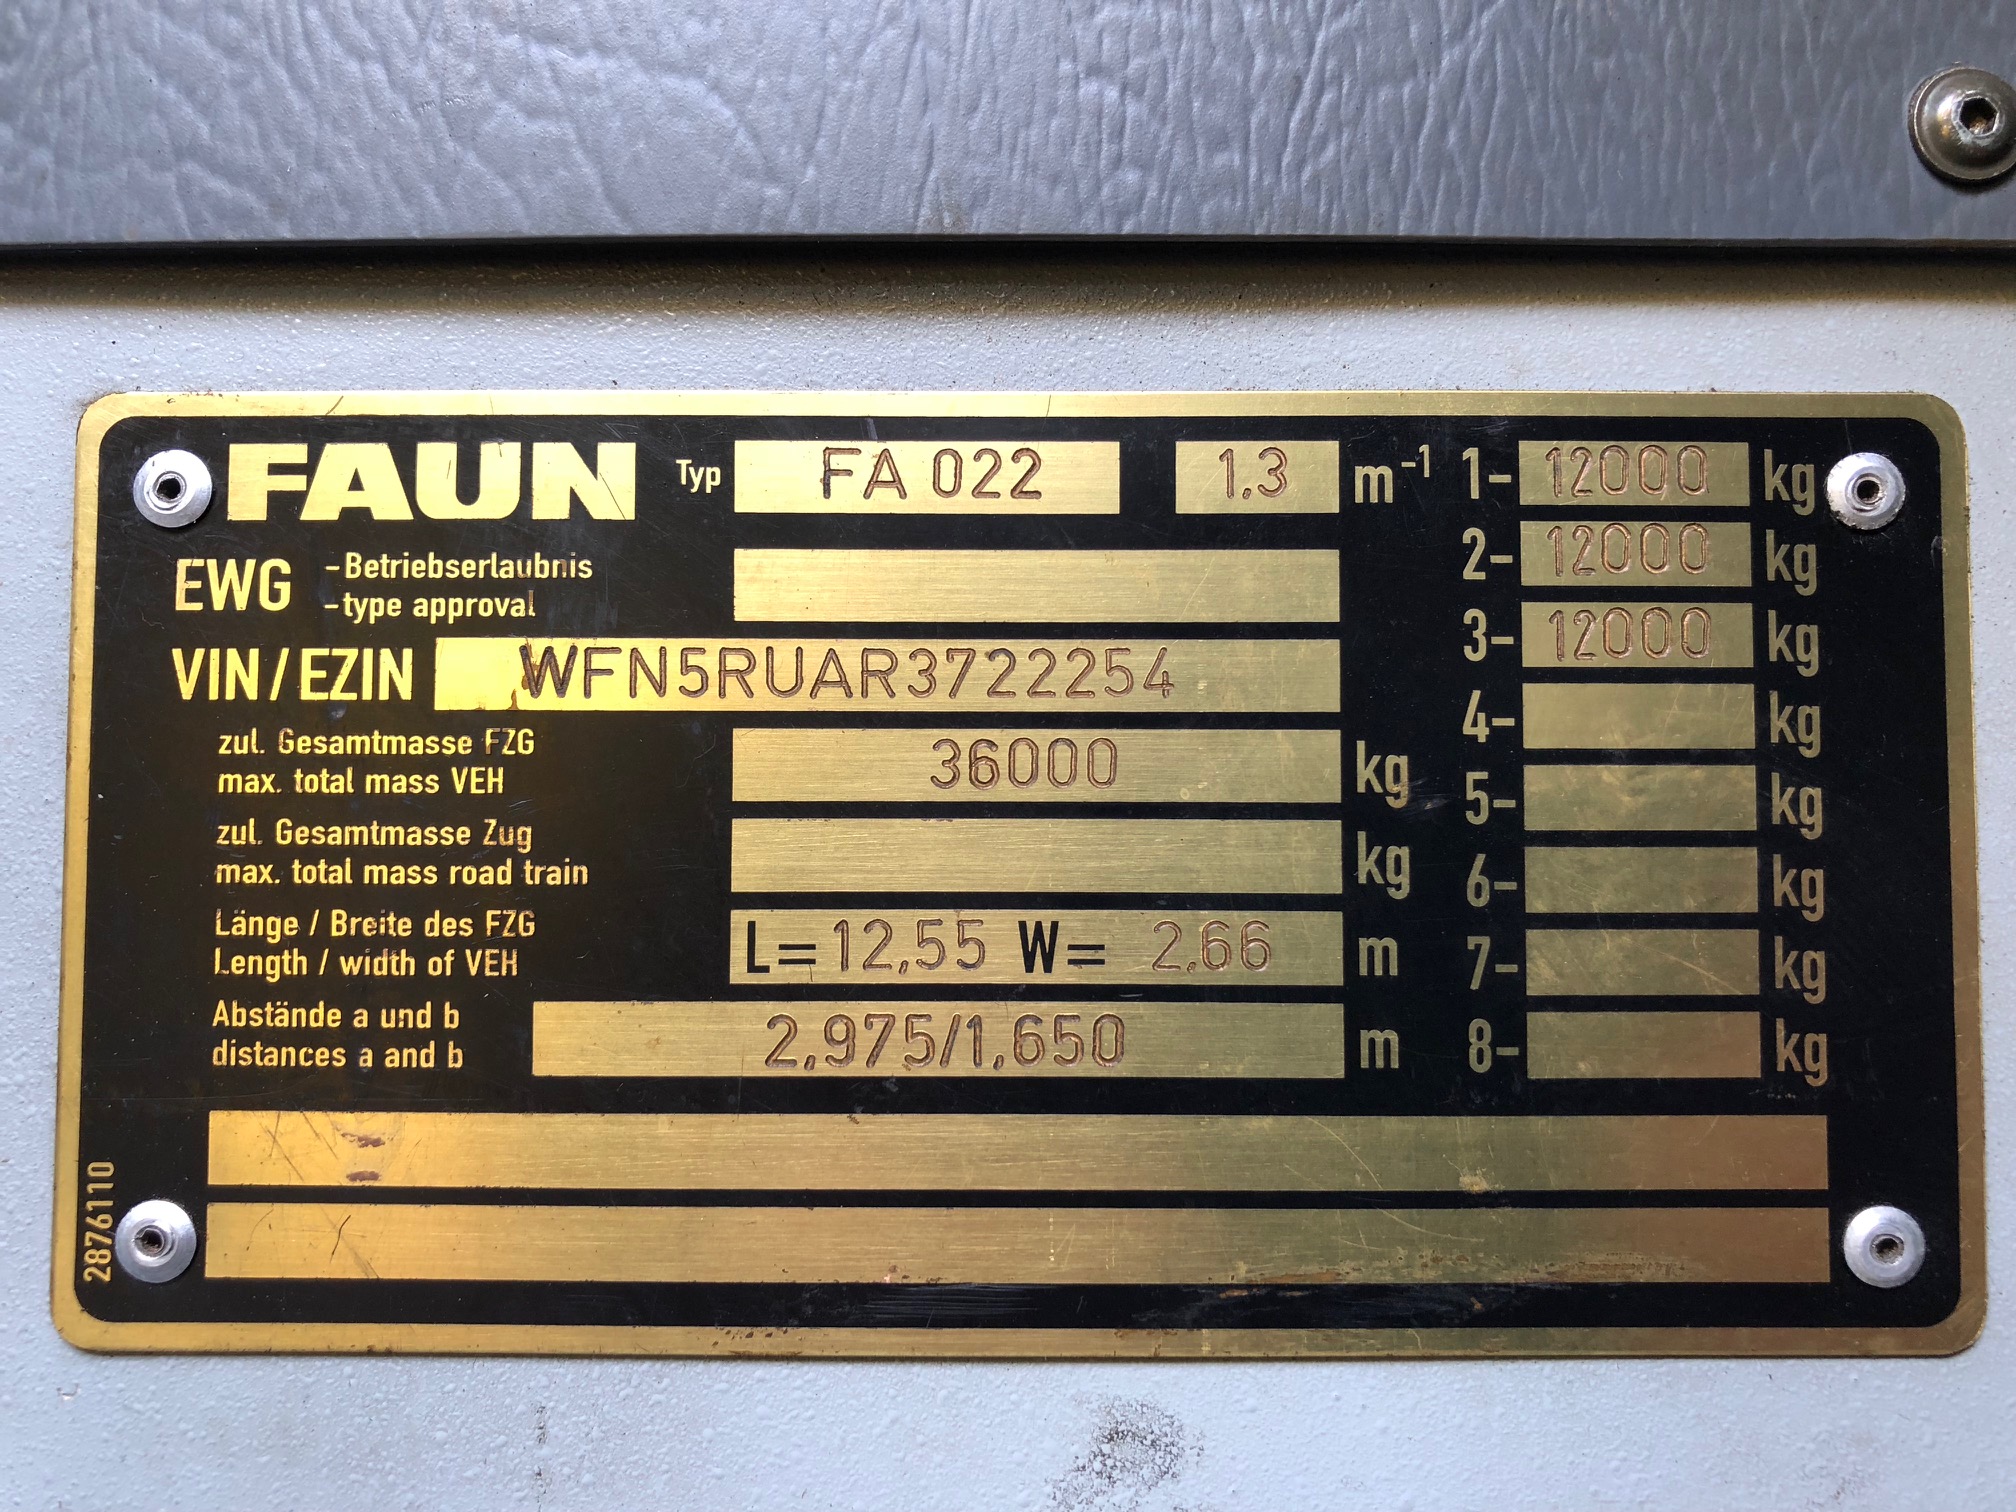 FAUN Typ FA 022 1.3 m⁻¹ 1- 12000 kg
EWG -Betriebserlaubnis
-type approval
2- 12000 kg
VIN/EZIN WFN5RUAR3722254 3- 12000 kg
zul. Gesamtmasse FZG
max. total mass VEH
36000 kg 4- kg
zul. Gesamtmasse Zug
max. total mass road train
kg 5- kg
6- kg
Länge / Breite des FZG
Length / width of VEH
L= 12,55 W= 2.66 m 7- kg
Abstände a und b
distances a and b
2,975/1,650 m 8- kg
2876110